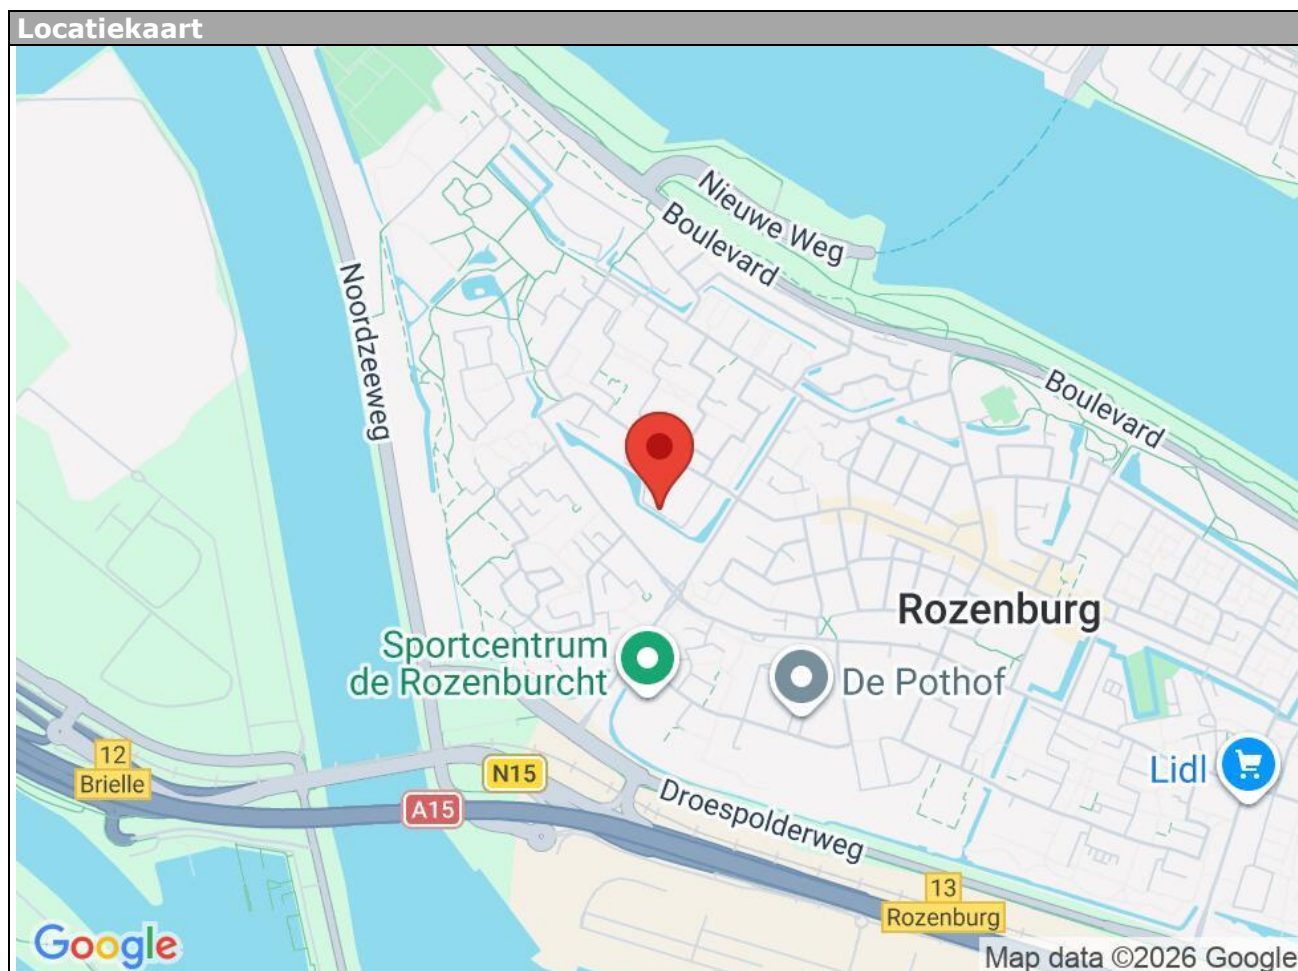 Locatiekaart
Nieuwe Weg
Boulevard
Noordzeeweg
Boulevard
Rozenburg
Sportcentrum
de Rozenburcht
De Pothof
12
Brielle
N15
A15
Lidl
Droespolderweg
13
Rozenburg
Google
Map data ©2026 Google